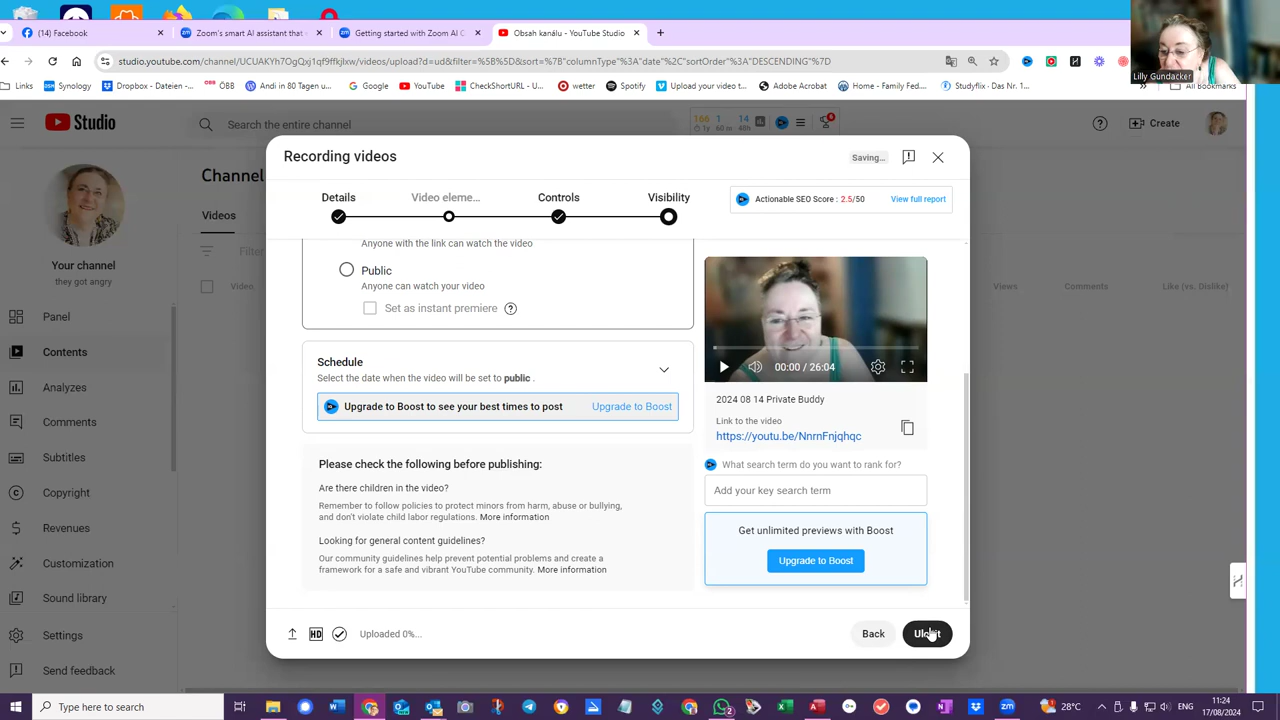 (14) Facebook
Zoom's smart AI assistant that
Getting started with Zoom AI C
Obsah kanálu - YouTube Studio
studio.youtube.com/channel/UCUAKYh7OgQxj1qf9ffkjlxw/videos/upload?d=ud&filter=%5B%5D&sort=%7B"columnType"%3A"date"%2C"sortOrder"%3A"DESCENDING"%7D
Lilly Gundacker
Links
Synology
Dropbox - Dateien -...
ÖBB
Andi in 80 Tagen u...
Google
YouTube
CheckShortURL - U...
wetter
Spotify
Upload your video t...
Adobe Acrobat
Home - Family Fed...
Studyflix - Das Nr. 1...
All Bookmarks
Studio
Search the entire channel
166 1 14
1y 60 m 48h
Create
Recording videos
Saving...
Channel
Details
Video eleme...
Controls
Visibility
Actionable SEO Score : 2.5/50
View full report
Videos
Your channel
they got angry
Filter
Video
Views
Comments
Like (vs. Dislike)
Anyone with the link can watch the video
Public
Anyone can watch your video
Set as instant premiere
Schedule
Select the date when the video will be set to public .
Upgrade to Boost to see your best times to post
Upgrade to Boost
Please check the following before publishing:
Are there children in the video?
Remember to follow policies to protect minors from harm, abuse or bullying,
and don't violate child labor regulations. More information
Looking for general content guidelines?
Our community guidelines help prevent potential problems and create a
framework for a safe and vibrant YouTube community. More information
00:00 / 26:04
2024 08 14 Private Buddy
Link to the video
https://youtu.be/NnrnFnjqhqc
What search term do you want to rank for?
Add your key search term
Get unlimited previews with Boost
Upgrade to Boost
Panel
Contents
Analyzes
Comments
Subtitles
Copyright
Revenues
Customization
Sound library
Settings
Send feedback
HD
Uploaded 0%...
Back
Type here to search
2
28°C
ENG
11:24
17/08/2024